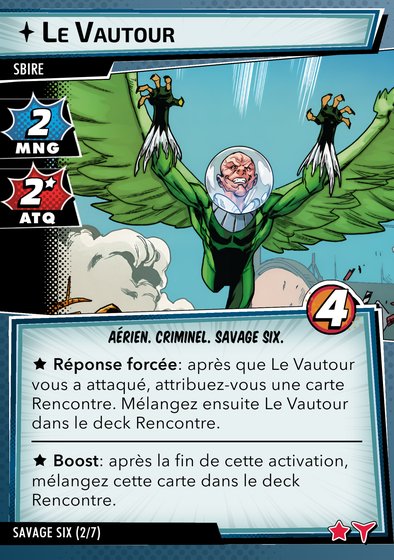 Le Vautour
SBIRE
2
MNG
2*
ATQ
4
AÉRIEN. CRIMINEL. SAVAGE SIX.
★ Réponse forcée: après que Le Vautour
vous a attaqué, attribuez-vous une carte
Rencontre. Mélangez ensuite Le Vautour
dans le deck Rencontre.
★ Boost: après la fin de cette activation,
mélangez cette carte dans le deck
Rencontre.
SAVAGE SIX (2/7)